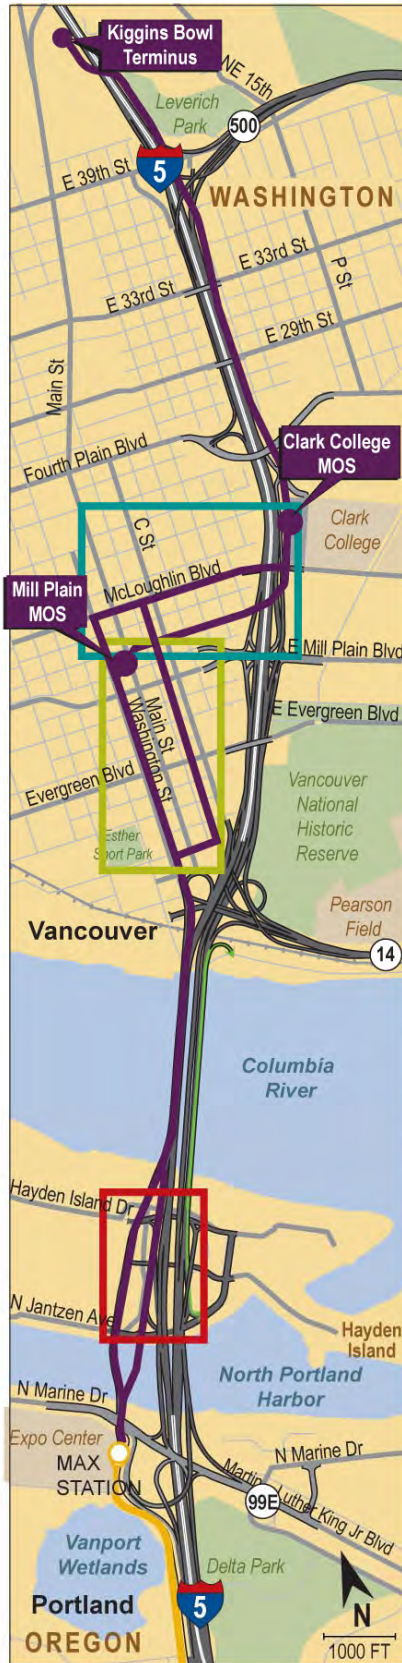 Kiggins Bowl
Terminus
NE 15th
Leverich
Park
500
E 39th St
5
WASHINGTON
E 33rd St
E 33rd St
P St
E 29th St
Main St
Fourth Plain Blvd
Clark College
MOS
C St
Clark
College
McLoughlin Blvd
Mill Plain
MOS
E Mill Plain Blvd
Main St
Washington St
E Evergreen Blvd
Evergreen Blvd
Vancouver
National
Historic
Reserve
Esther
Short Park
Pearson
Field
Vancouver
14
Columbia
River
Hayden Island Dr
N Jantzen Ave
Hayden
Island
North Portland
Harbor
N Marine Dr
Expo Center
MAX
STATION
N Marine Dr
Martin Luther King Jr Blvd
99E
Vanport
Wetlands
Delta Park
Portland
5
N
OREGON
1000 FT